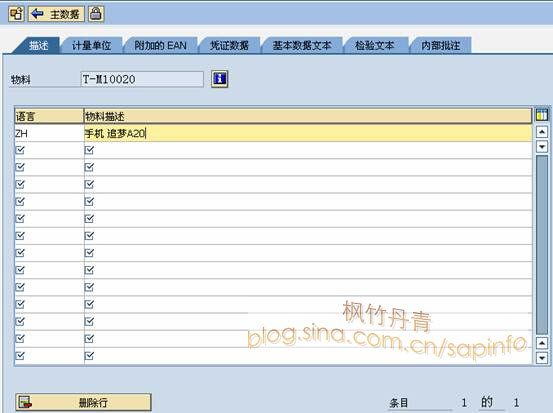 主数据
描述 计量单位 附加的 EAN 凭证数据 基本数据文本 检验文本 内部批注
物料 T-M10020
语言 物料描述
ZH 手机 追梦A20
枫竹丹青
blog.sina.com.cn/sapinfo
删除行 条目 1 的 1